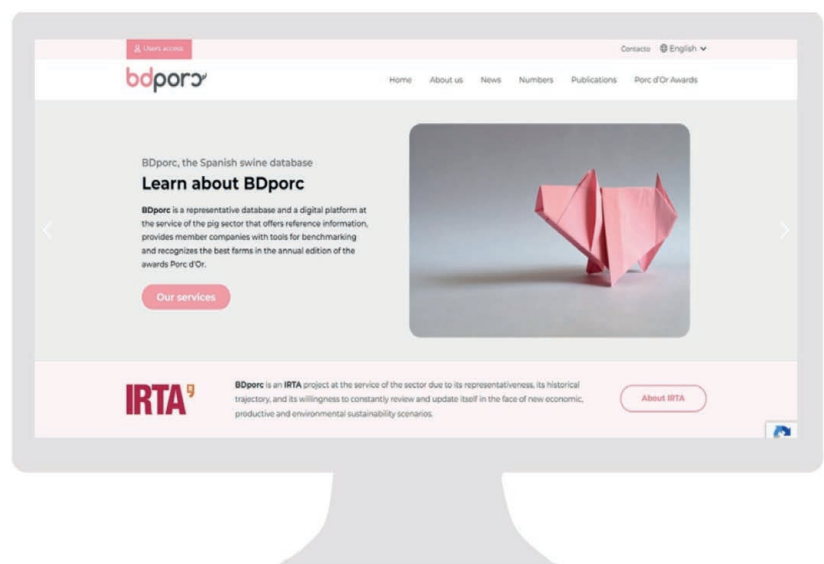 Users access
Contacto English
bdporc
Home About us News Numbers Publications Porc d'Or Awards
BDporc, the Spanish swine database
Learn about BDporc
BDporc is a representative database and a digital platform at
the service of the pig sector that offers reference information,
provides member companies with tools for benchmarking
and recognizes the best farms in the annual edition of the
awards Porc d'Or.
Our services
IRTA
BDporc is an IRTA project at the service of the sector due to its representativeness, its historical
trajectory, and its willingness to constantly review and update itself in the face of new economic,
productive and environmental sustainability scenarios.
About IRTA